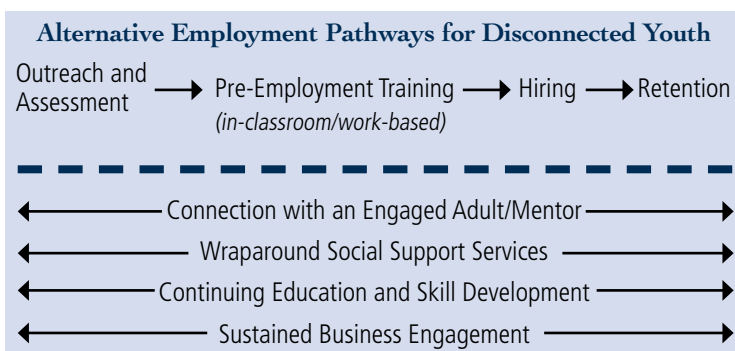 Alternative Employment Pathways for Disconnected Youth
Outreach and
Assessment
Pre-Employment Training
(in-classroom/work-based)
Hiring
Retention
Connection with an Engaged Adult/Mentor
Wraparound Social Support Services
Continuing Education and Skill Development
Sustained Business Engagement